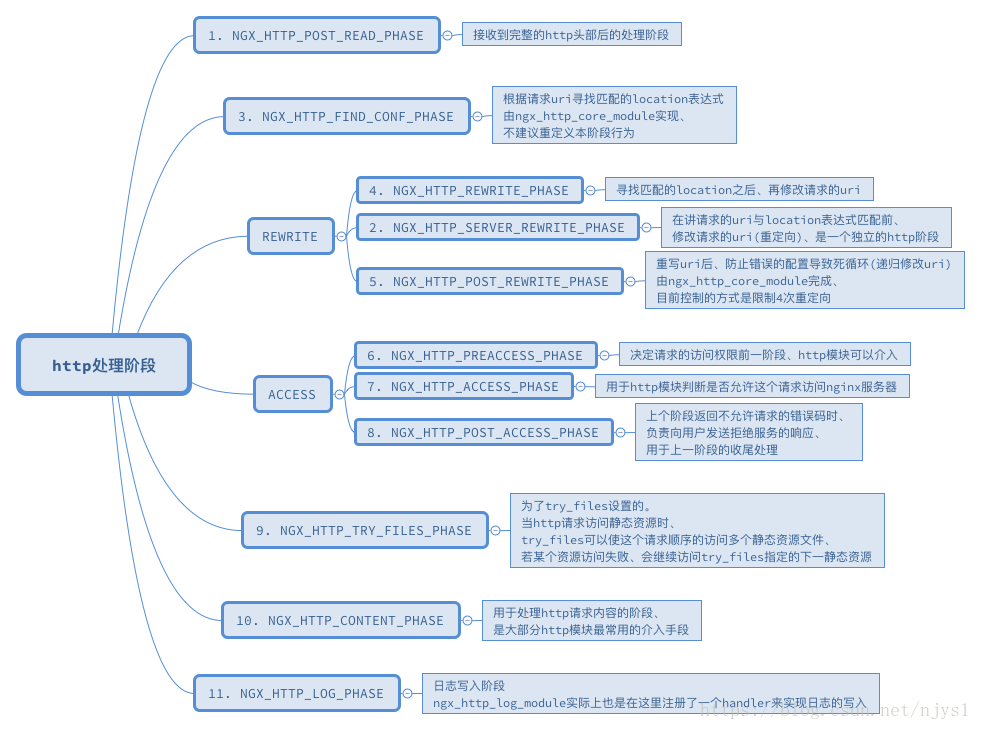 1. NGX_HTTP_POST_READ_PHASE
接收到完整的http头部后的处理阶段
3. NGX_HTTP_FIND_CONF_PHASE
根据请求uri寻找匹配的location表达式
由ngx_http_core_module实现、
不建议重定义本阶段行为
REWRITE
4. NGX_HTTP_REWRITE_PHASE
寻找匹配的location之后、再修改请求的uri
2. NGX_HTTP_SERVER_REWRITE_PHASE
在讲请求的uri与location表达式匹配前、
修改请求的uri(重定向)、是一个独立的http阶段
5. NGX_HTTP_POST_REWRITE_PHASE
重写uri后、防止错误的配置导致死循环(递归修改uri)
由ngx_http_core_module完成、
目前控制的方式是限制4次重定向
http处理阶段
ACCESS
6. NGX_HTTP_PREACCESS_PHASE
决定请求的访问权限前一阶段、http模块可以介入
7. NGX_HTTP_ACCESS_PHASE
用于http模块判断是否允许这个请求访问nginx服务器
8. NGX_HTTP_POST_ACCESS_PHASE
上个阶段返回不允许请求的错误码时、
负责向用户发送拒绝服务的响应、
用于上一阶段的收尾处理
9. NGX_HTTP_TRY_FILES_PHASE
为了try_files设置的。
当http请求访问静态资源时、
try_files可以使这个请求顺序的访问多个静态资源文件、
若某个资源访问失败、会继续访问try_files指定的下一静态资源
10. NGX_HTTP_CONTENT_PHASE
用于处理http请求内容的阶段、
是大部分http模块最常用的介入手段
11. NGX_HTTP_LOG_PHASE
日志写入阶段
ngx_http_log_module实际上也是在这里注册了一个handler来实现日志的写入
https://blog.csdn.net/njys1